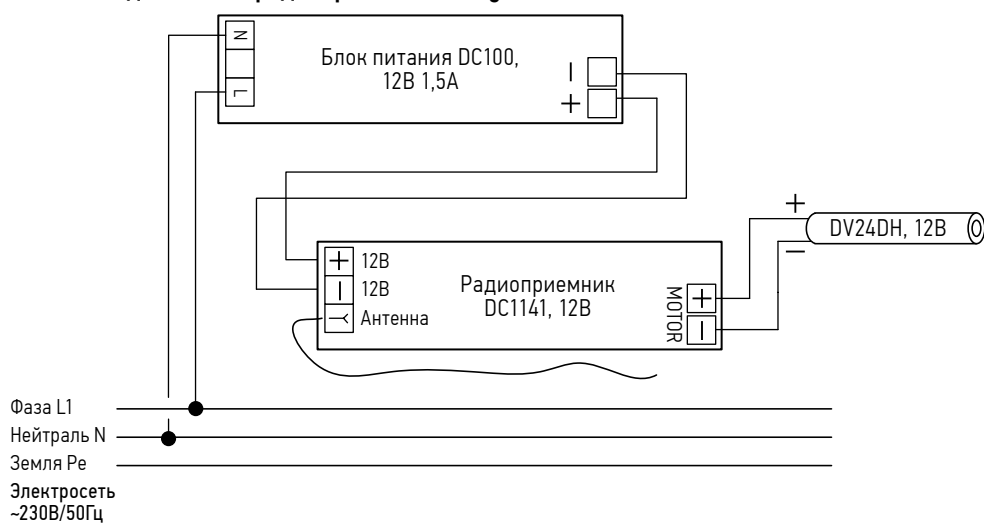 N
L
Блок питания DC100,
12В 1,5А
–
+
+ 12В
– 12В
Антенна
Радиоприемник
DC1141, 12В
MOTOR
+
–
+
DV24DH, 12В
–
Фаза L1
Нейтраль N
Земля Pe
Электросеть
~230В/50Гц